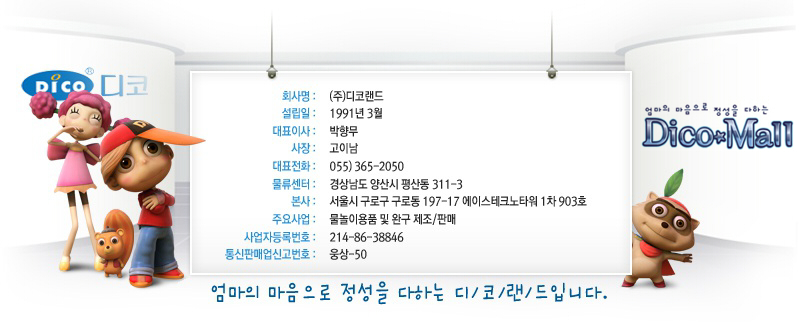 DiCO® 디코
회사명 : (주)디코랜드
설립일 : 1991년 3월
대표이사 : 박향무
사장 : 고이남
대표전화 : 055) 365-2050
물류센터 : 경상남도 양산시 평산동 311-3
본사 : 서울시 구로구 구로동 197-17 에이스테크노타워 1차 903호
주요사업 : 물놀이용품 및 완구 제조/판매
사업자등록번호 : 214-86-38846
통신판매업신고번호 : 웅상-50
엄마의 마음으로 정성을 다하는
Dico★Mall
엄마의 마음으로 정성을 다하는 디/코/랜/드입니다.